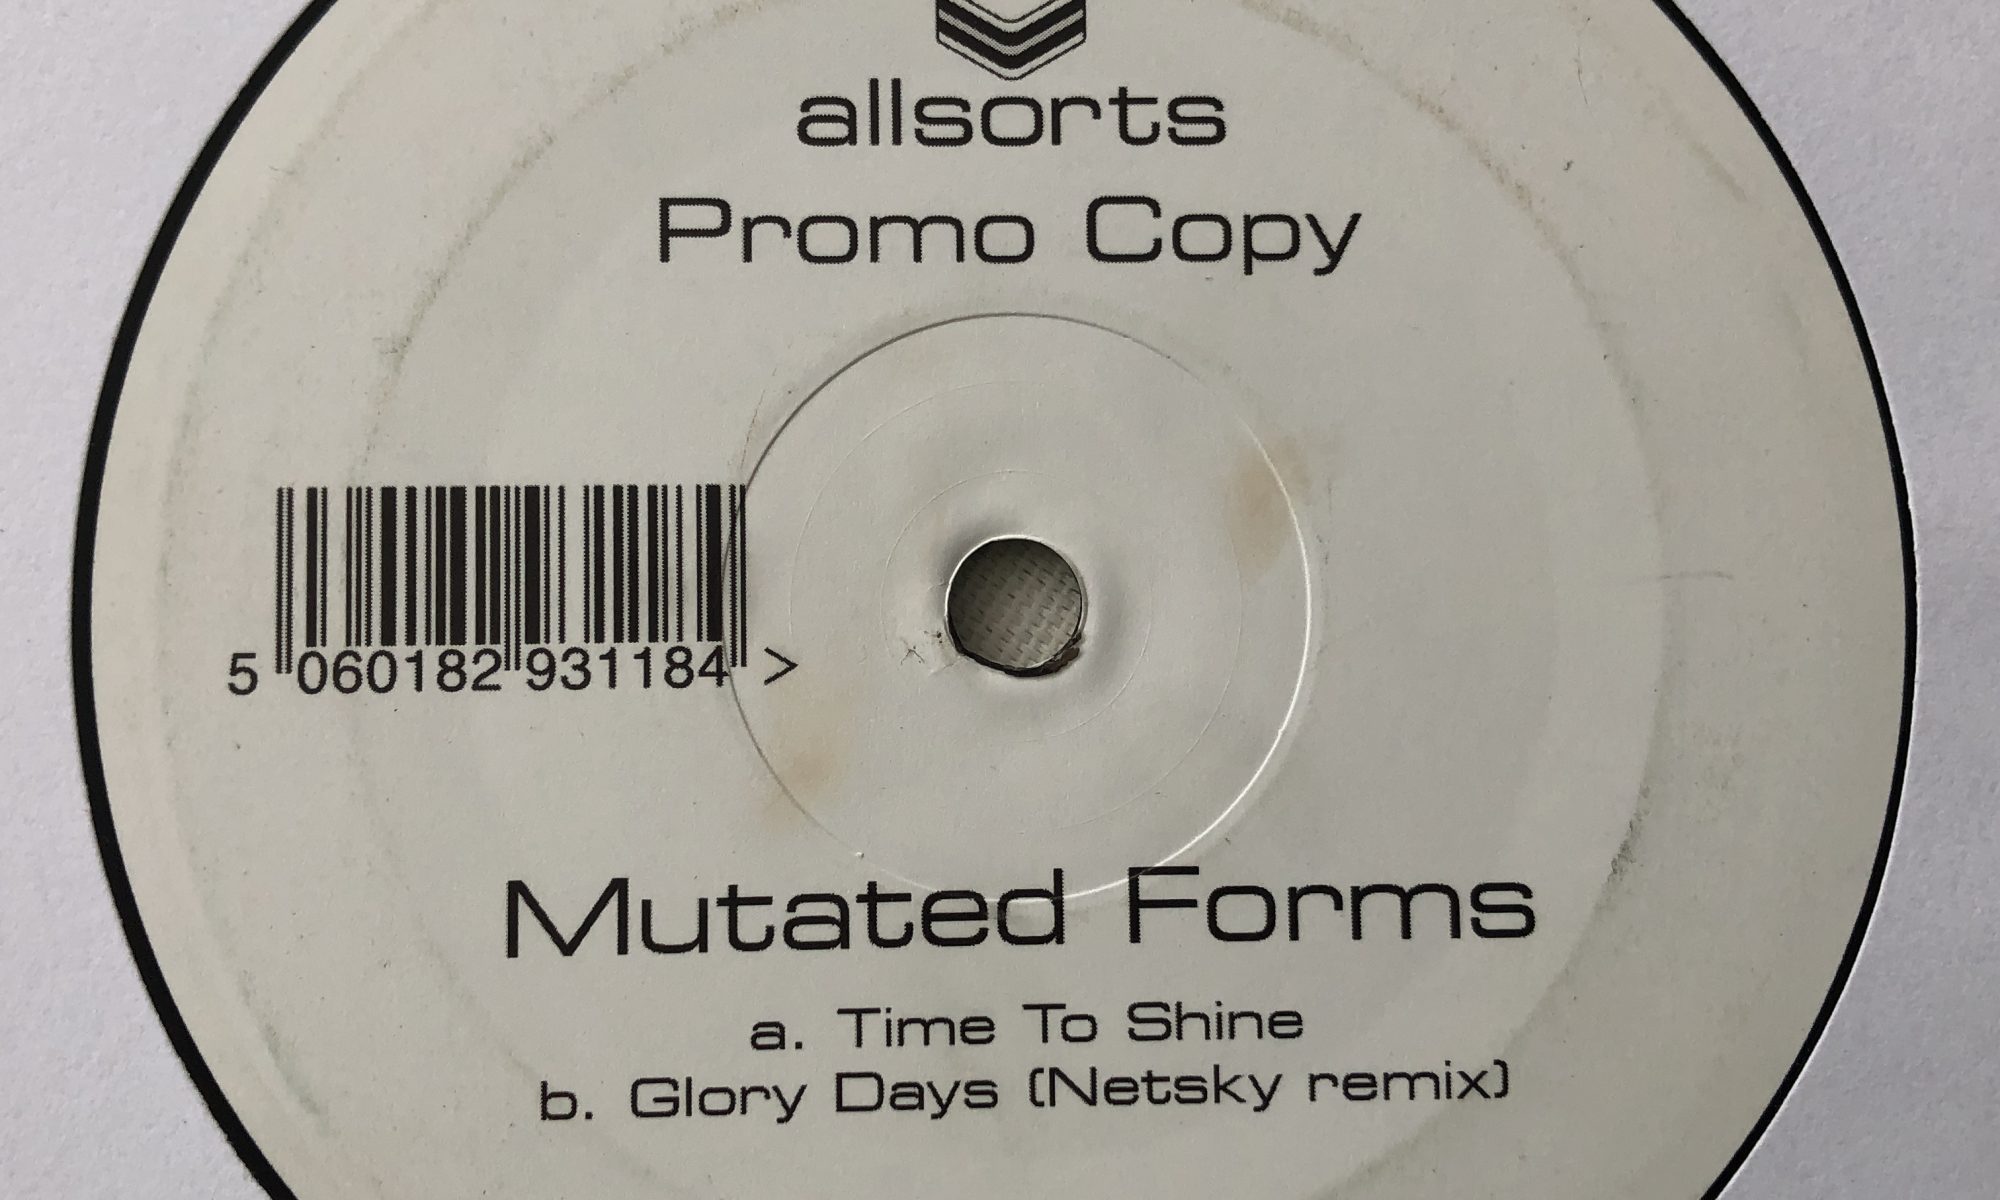 allsorts
Promo Copy
5 060182 931184 >
Mutated Forms
a. Time To Shine
b. Glory Days (Netsky remix)